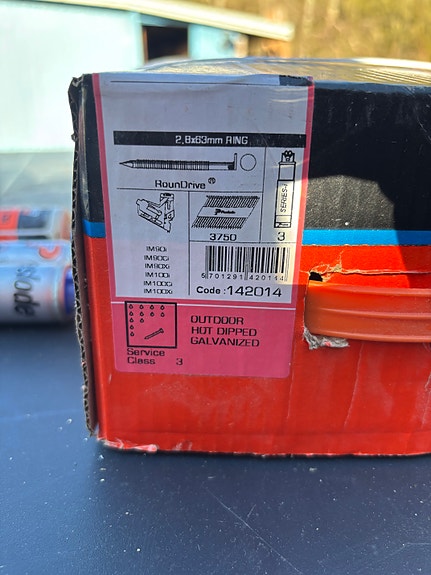 2.8x63mm RING
RounDrive®
SERIES-i
3750
3
IM90i
IM90Ci
IM90Xi
IM100i
IM100Ci
IM100Xi
5 701291 420144
Code : 142014
OUTDOOR
HOT DIPPED
GALVANIZED
Service
Class 3